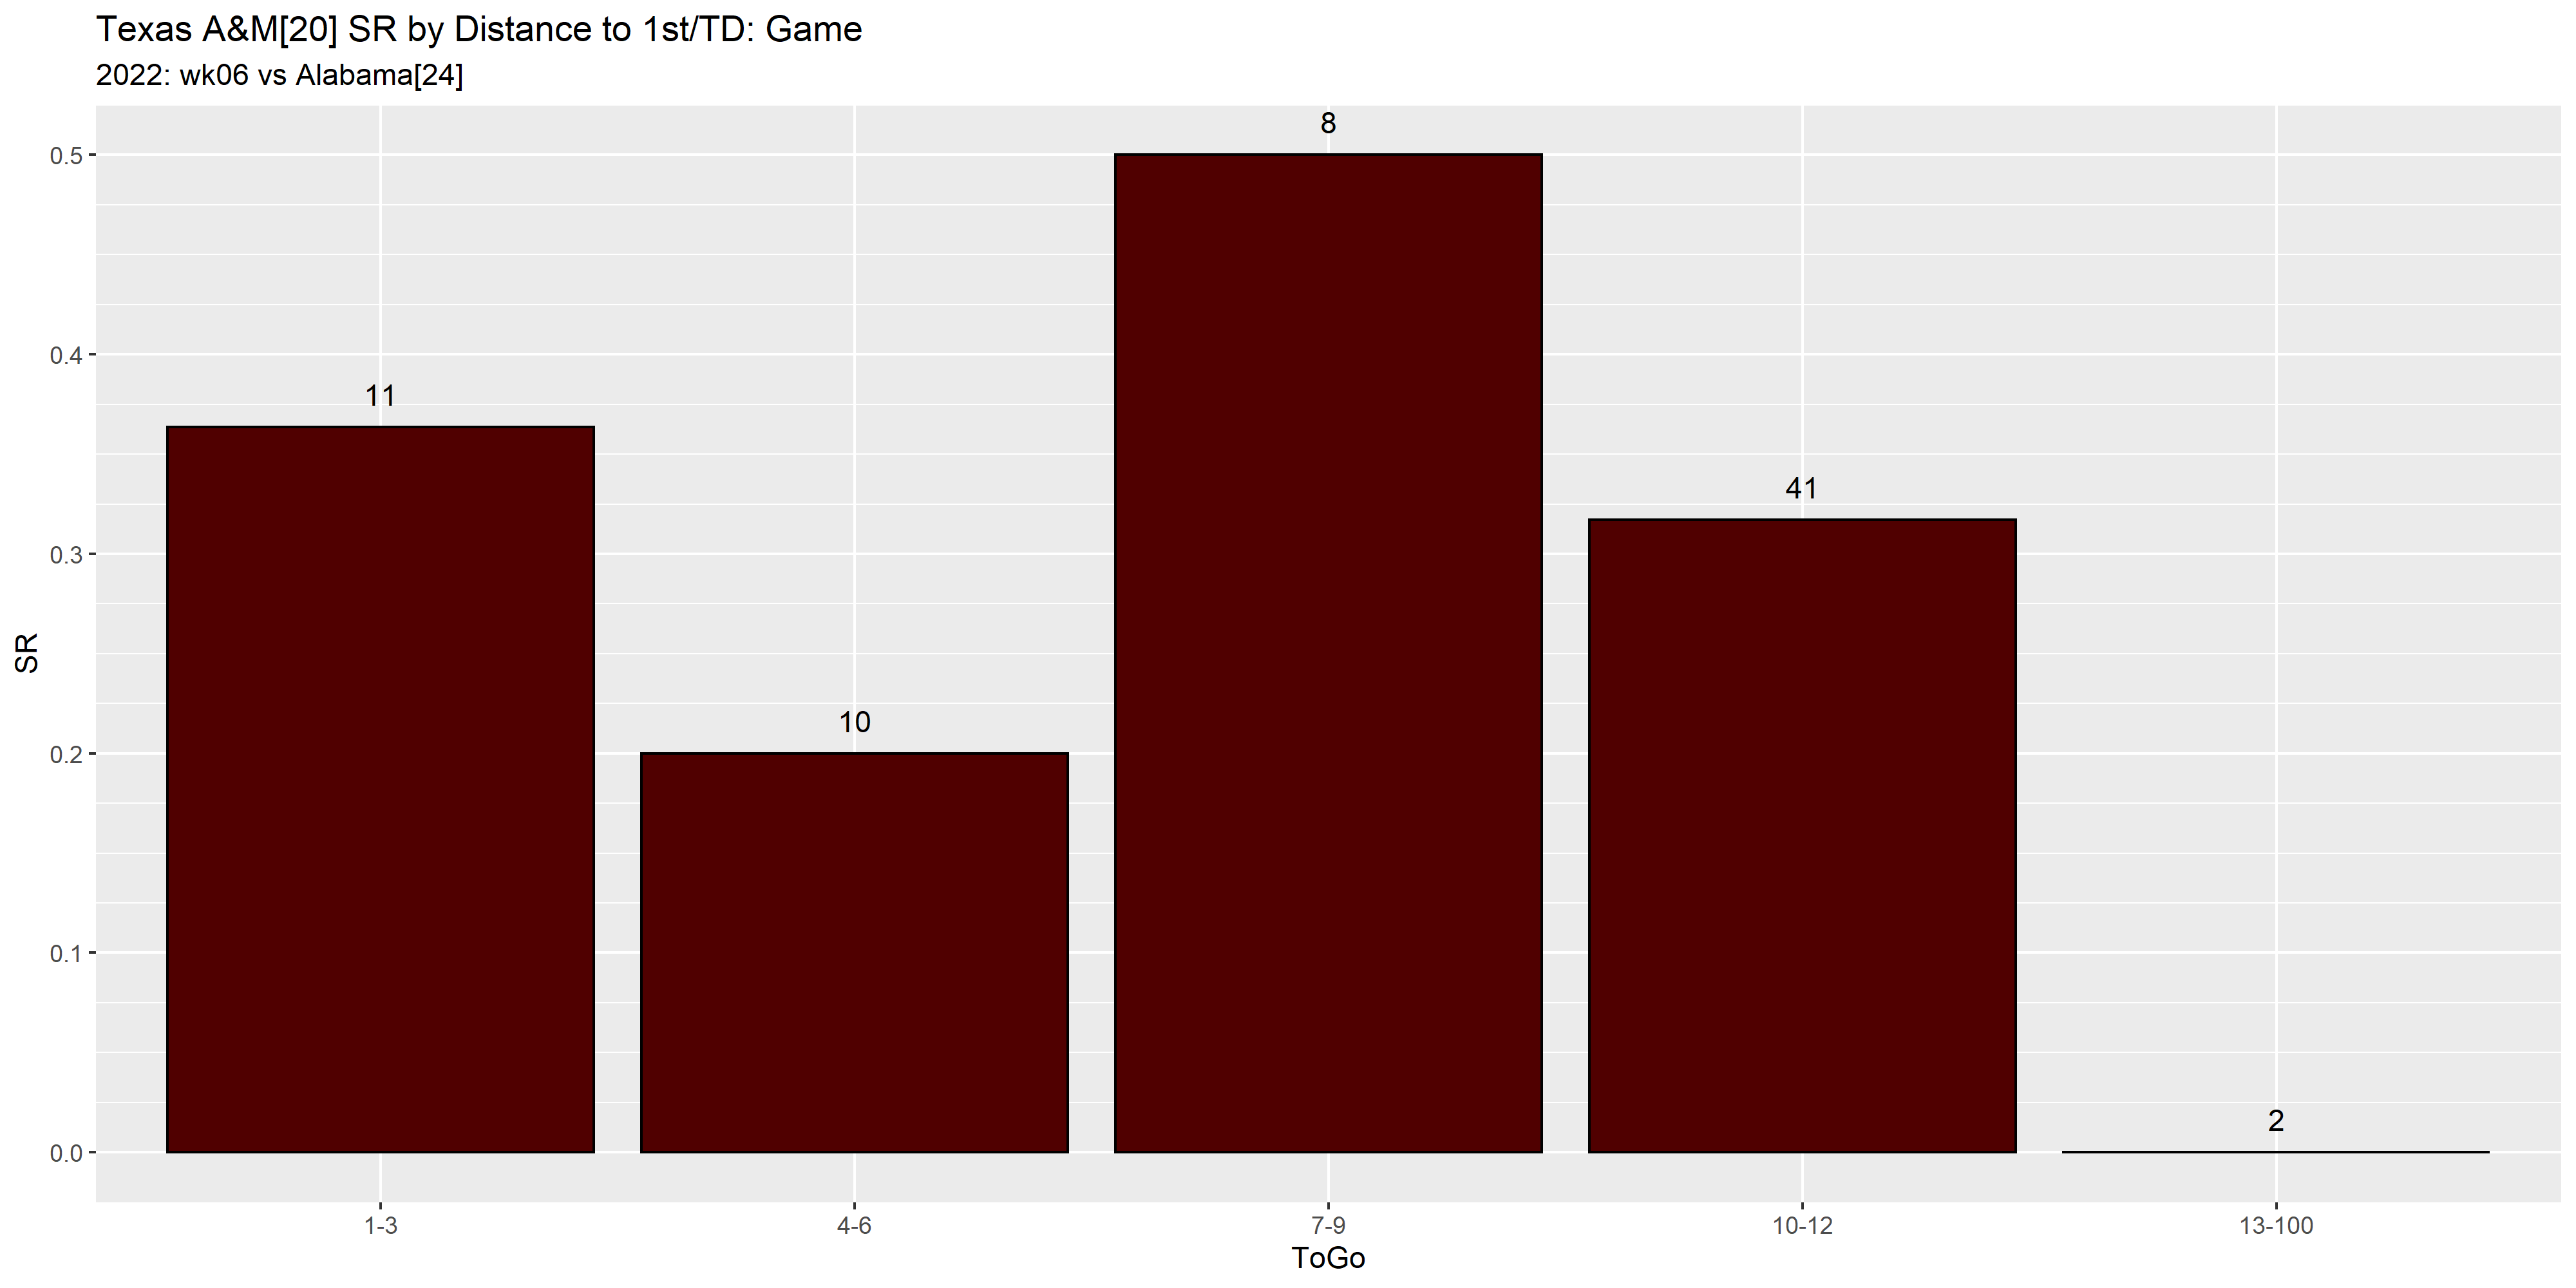 Texas A&M[20] SR by Distance to 1st/TD: Game
2022: wk06 vs Alabama[24]
8
0.5
0.4
11
41
0.3
SR
10
0.2
0.1
2
0.0
1-3 4-6 7-9 10-12 13-100
ToGo